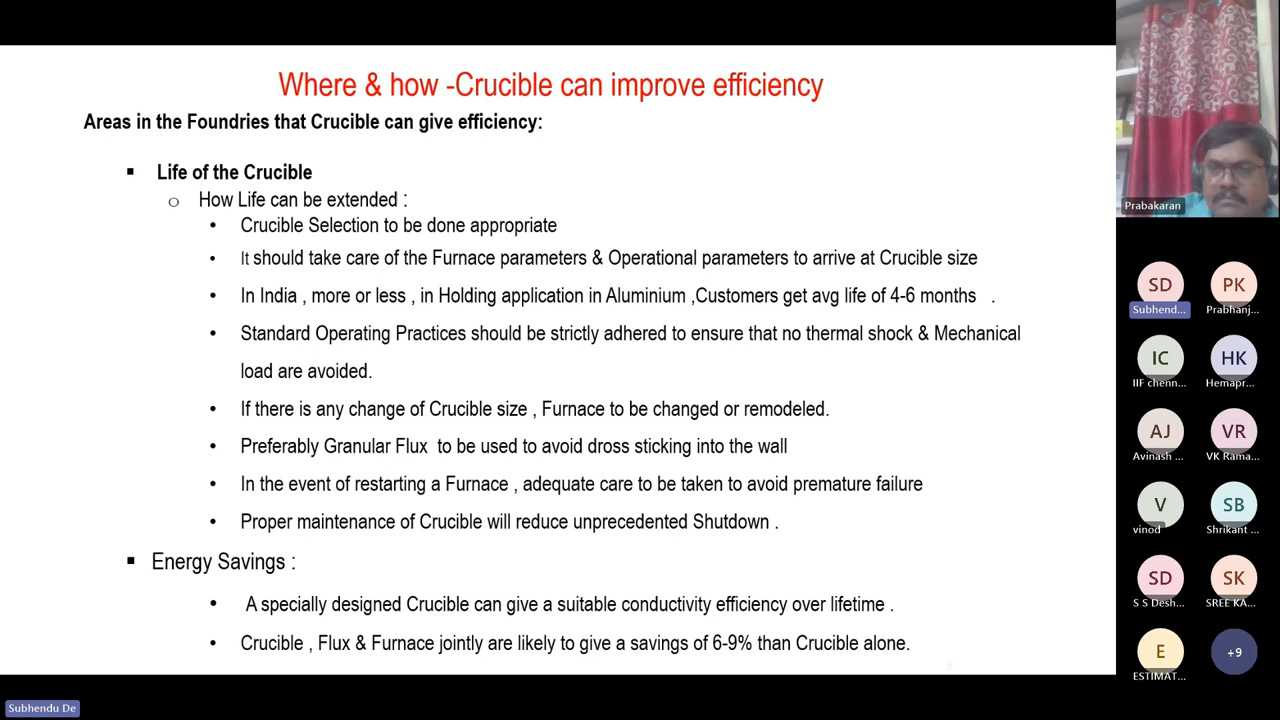 Where & how -Crucible can improve efficiency
Areas in the Foundries that Crucible can give efficiency:
▪ Life of the Crucible
o How Life can be extended :
• Crucible Selection to be done appropriate
• It should take care of the Furnace parameters & Operational parameters to arrive at Crucible size
• In India , more or less , in Holding application in Aluminium ,Customers get avg life of 4-6 months .
• Standard Operating Practices should be strictly adhered to ensure that no thermal shock & Mechanical
load are avoided.
• If there is any change of Crucible size , Furnace to be changed or remodeled.
• Preferably Granular Flux to be used to avoid dross sticking into the wall
• In the event of restarting a Furnace , adequate care to be taken to avoid premature failure
• Proper maintenance of Crucible will reduce unprecedented Shutdown .
▪ Energy Savings :
• A specially designed Crucible can give a suitable conductivity efficiency over lifetime .
• Crucible , Flux & Furnace jointly are likely to give a savings of 6-9% than Crucible alone.
6
Subhendu De
Prabakaran
SD PK
Subhend... Prabhanj...
IC HK
IIF chenn... Hemapr...
AJ VR
Avinash ... VK Rama...
V SB
vinod Shrikant ...
SD SK
S S Desh... SREE KA...
E +9
ESTIMAT...